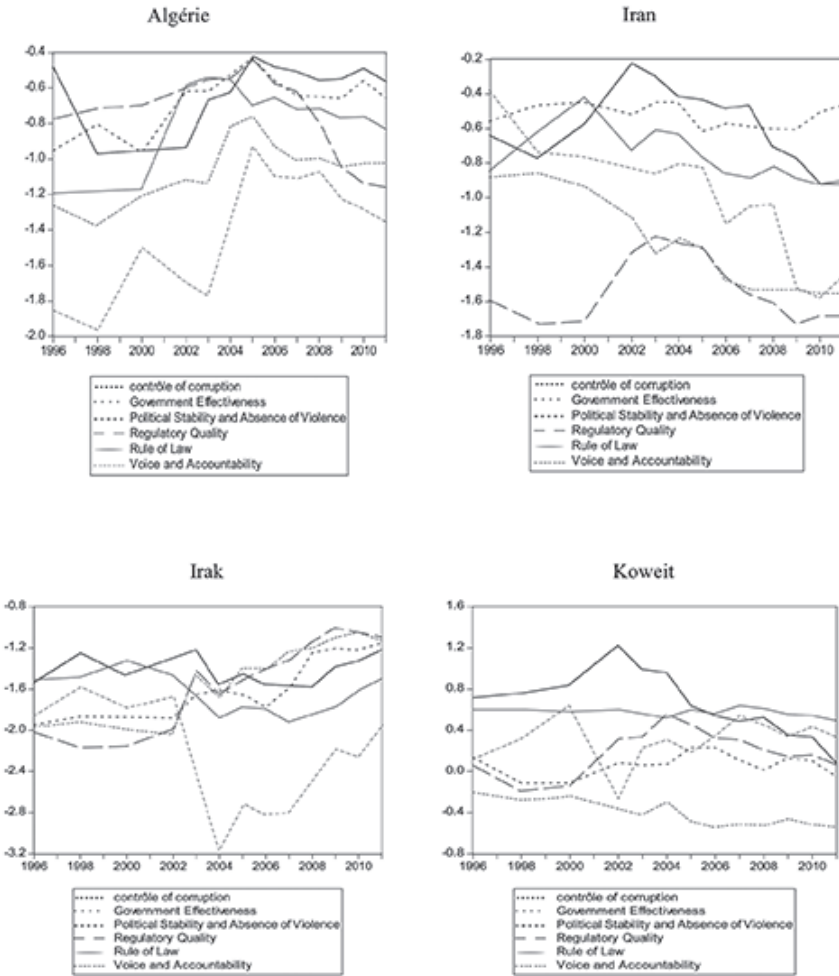 Algérie
-0.4
-0.6
-0.8
-1.0
-1.2
-1.4
-1.6
-1.8
-2.0
1996 1998 2000 2002 2004 2006 2008 2010
contrôle of corruption
Government Effectiveness
Political Stability and Absence of Violence
Regulatory Quality
Rule of Law
Voice and Accountability
Iran
-0.2
-0.4
-0.6
-0.8
-1.0
-1.2
-1.4
-1.6
-1.8
1996 1998 2000 2002 2004 2006 2008 2010
contrôle of corruption
Government Effectiveness
Political Stability and Absence of Violence
Regulatory Quality
Rule of Law
Voice and Accountability
Irak
-0.8
-1.2
-1.6
-2.0
-2.4
-2.8
-3.2
1996 1998 2000 2002 2004 2006 2008 2010
contrôle of corruption
Government Effectiveness
Political Stability and Absence of Violence
Regulatory Quality
Rule of Law
Voice and Accountability
Koweit
1.6
1.2
0.8
0.4
0.0
-0.4
-0.8
1996 1998 2000 2002 2004 2006 2008 2010
contrôle of corruption
Government Effectiveness
Political Stability and Absence of Violence
Regulatory Quality
Rule of Law
Voice and Accountability